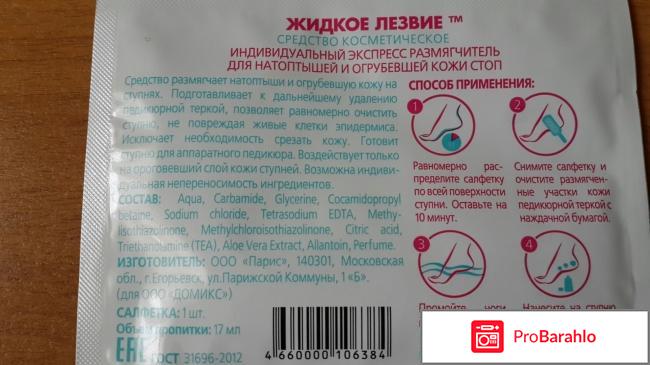 ЖИДКОЕ ЛЕЗВИЕ ™
СРЕДСТВО КОСМЕТИЧЕСКОЕ
ИНДИВИДУАЛЬНЫЙ ЭКСПРЕСС РАЗМЯГЧИТЕЛЬ
ДЛЯ НАТОПТЫШЕЙ И ОГРУБЕВШЕЙ КОЖИ СТОП
Средство размягчает натоптыши и огрубевшую кожу на
ступнях. Подготавливает к дальнейшему удалению
педикюрной теркой, позволяет равномерно очистить
ступню, не повреждая живые клетки эпидермиса.
Исключает необходимость срезать кожу. Готовит
ступню для аппаратного педикюра. Воздействует только
на ороговевший слой кожи ступней. Возможна индиви-
дуальная непереносимость ингредиентов.
СОСТАВ: Aqua, Carbamide, Glycerine, Cocamidopropyl
betaine, Sodium chloride, Tetrasodium EDTA, Methy-
lisothiazolinone, Methylchloroisothiazolinone, Citric acid,
Triethanolamine (TEA), Aloe Vera Extract, Allantoin, Perfume.
ИЗГОТОВИТЕЛЬ: ООО «Парис», 140301, Московская
обл., г.Егорьевск, ул.Парижской Коммуны, 1 «Б».
(для ООО «ДОМИКС»)
САЛФЕТКА: 1 шт.
Объем пропитки: 17 мл
ЕАС ГОСТ 31696-2012
4 660000 106384
СПОСОБ ПРИМЕНЕНИЯ:
1
Равномерно рас-
пределите салфетку
по всей поверхности
ступни. Оставьте на
10 минут.
2
Снимите салфетку и
очистите размягчен-
ные участки кожи
педикюрной теркой с
наждачной бумагой.
3
Промойте ноги
4
Нанесите на ступню
ProBarahlo